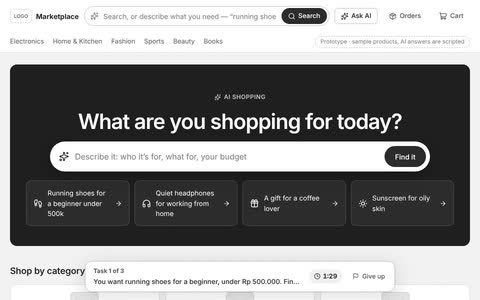 LOGO Marketplace Search, or describe what you need — "running shoe Search Ask AI Orders Cart
Electronics Home & Kitchen Fashion Sports Beauty Books Prototype · sample products, AI answers are scripted
AI SHOPPING
What are you shopping for today?
Describe it: who it's for, what for, your budget Find it
Running shoes for
a beginner under
500k
Quiet headphones
for working from
home
A gift for a coffee
lover
Sunscreen for oily
skin
Shop by category
Task 1 of 3
You want running shoes for a beginner, under Rp 500.000. Fin...
1:29 Give up